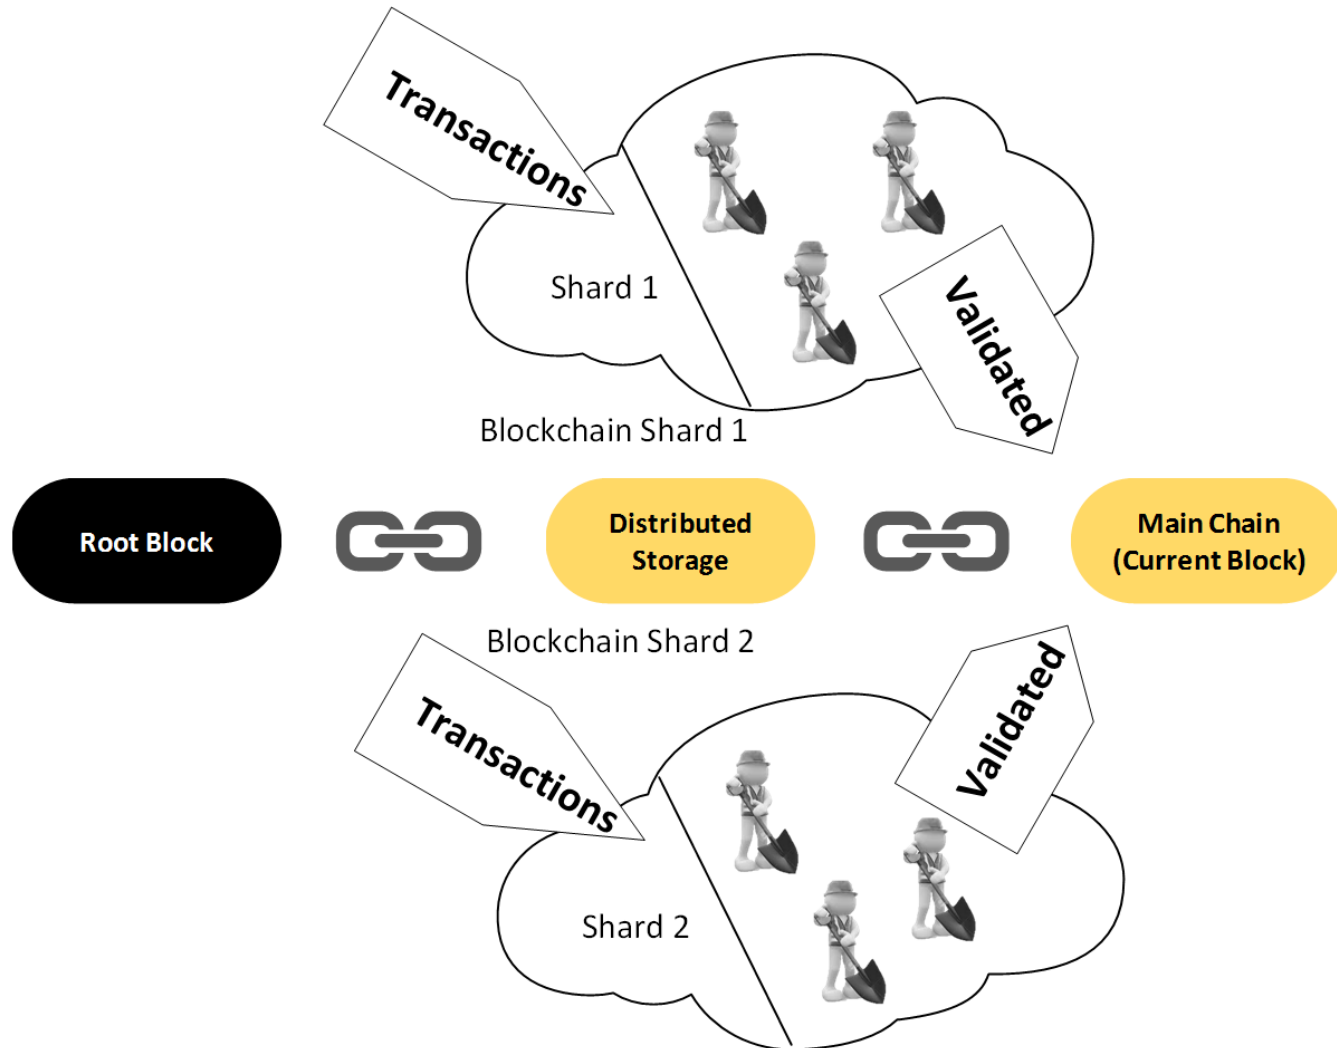 Transactions
Shard 1
Validated
Blockchain Shard 1
Root Block
Distributed
Storage
Main Chain
(Current Block)
Blockchain Shard 2
Transactions
Validated
Shard 2